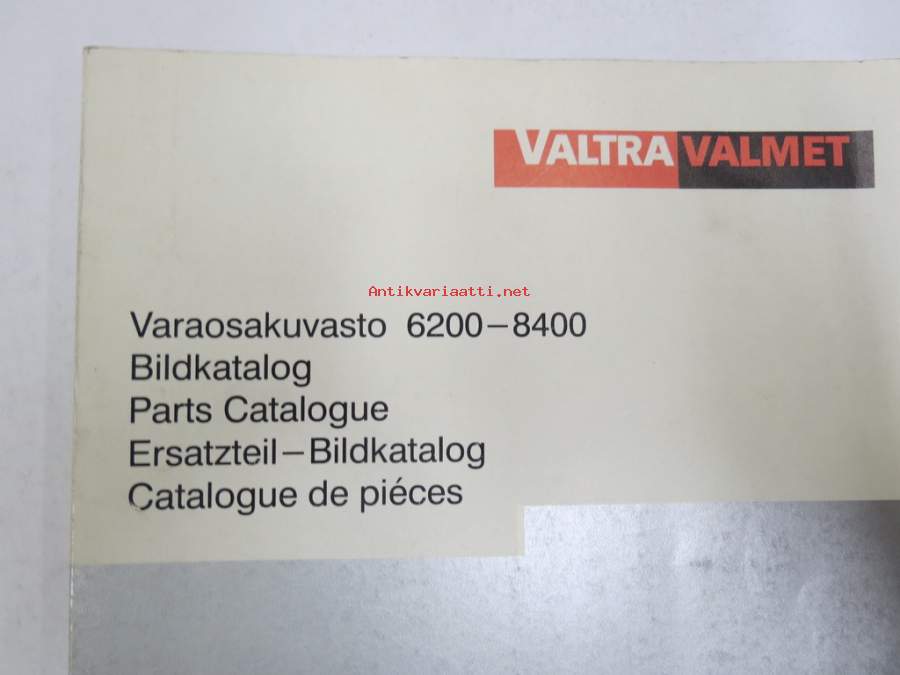 VALTRA VALMET
Antikvariaatti.net
Varaosakuvasto 6200–8400
Bildkatalog
Parts Catalogue
Ersatzteil–Bildkatalog
Catalogue de piéces